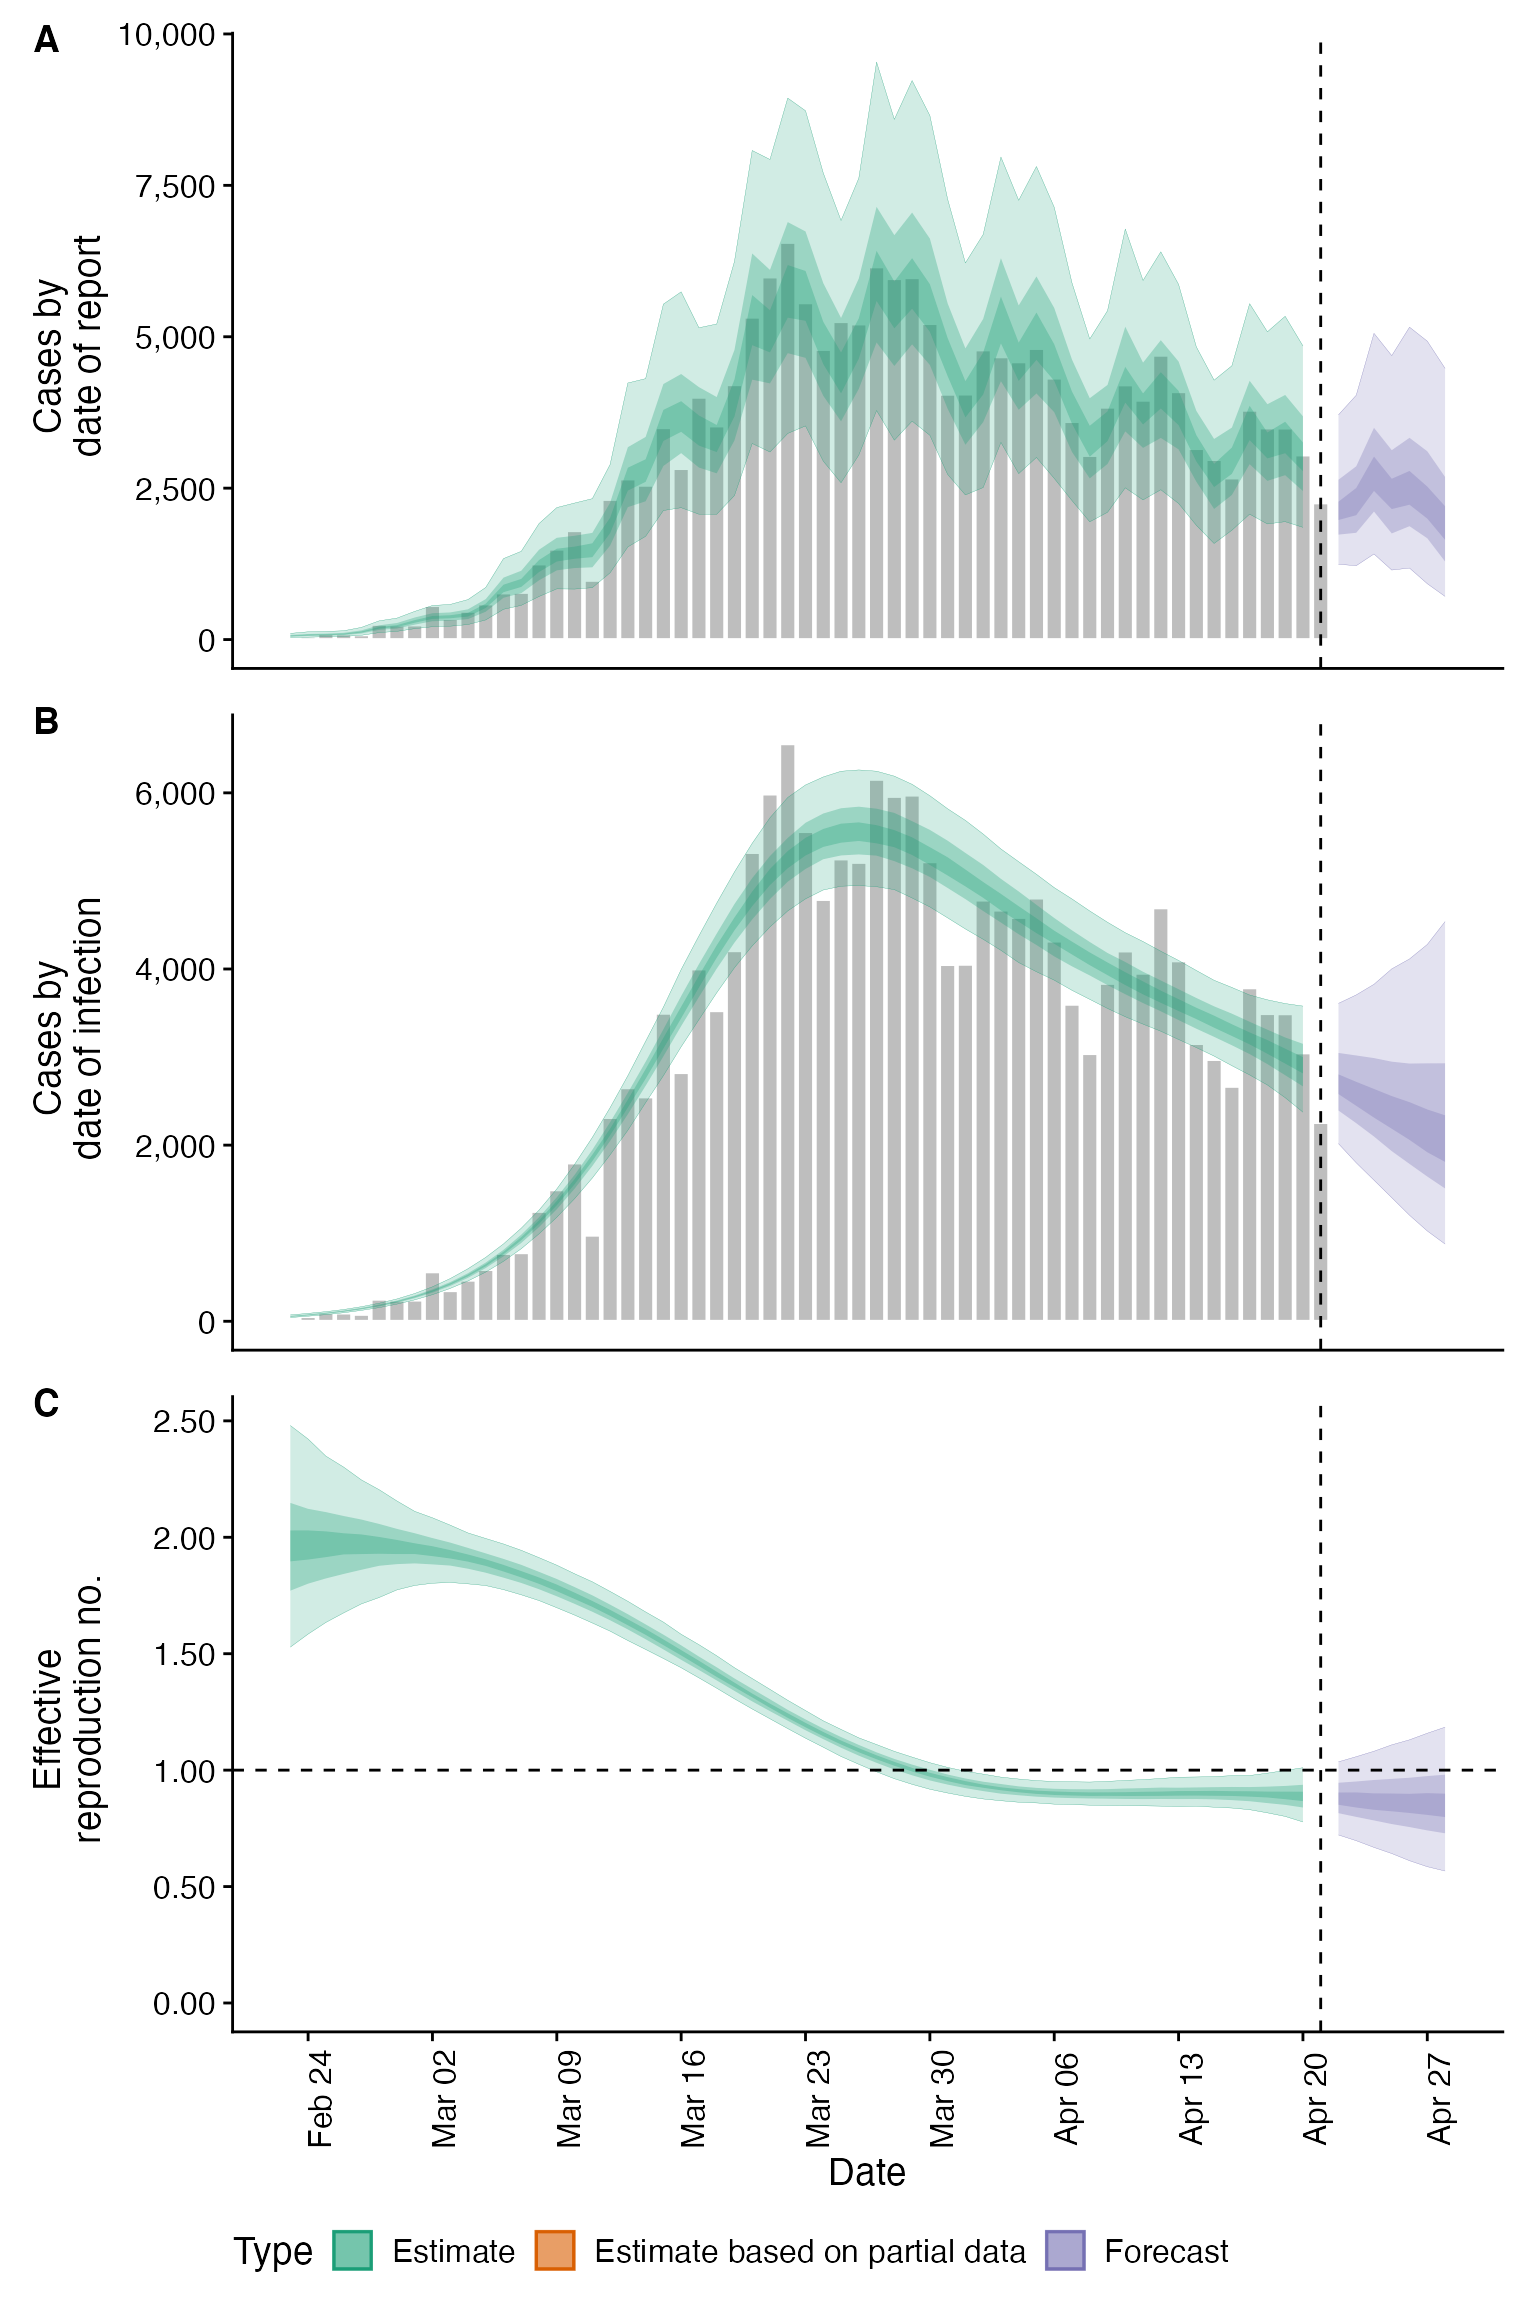 A
10,000
7,500
5,000
2,500
0
Cases by
date of report
B
6,000
4,000
2,000
0
Cases by
date of infection
C
2.50
2.00
1.50
1.00
0.50
0.00
Effective
reproduction no.
Feb 24
Mar 02
Mar 09
Mar 16
Mar 23
Mar 30
Apr 06
Apr 13
Apr 20
Apr 27
Date
Type Estimate Estimate based on partial data Forecast